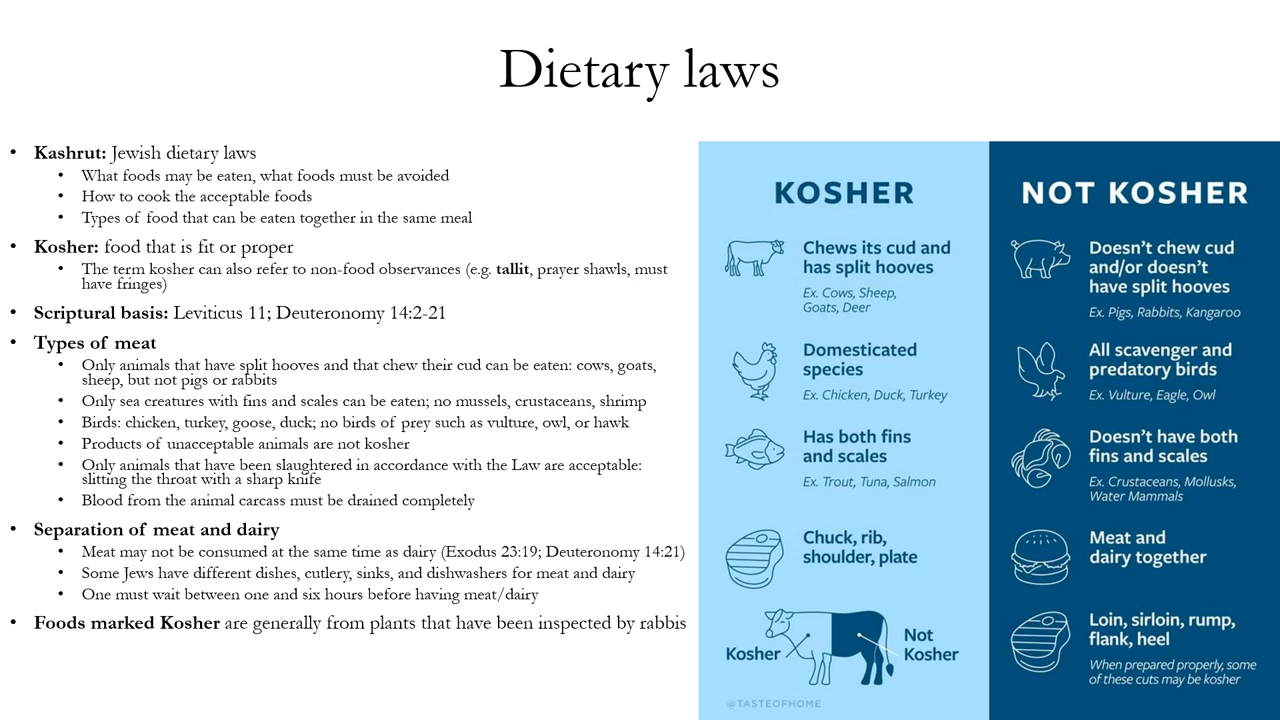 Dietary laws
• Kashrut: Jewish dietary laws
• What foods may be eaten, what foods must be avoided
• How to cook the acceptable foods
• Types of food that can be eaten together in the same meal
• Kosher: food that is fit or proper
• The term kosher can also refer to non-food observances (e.g. tallit, prayer shawls, must
have fringes)
• Scriptural basis: Leviticus 11; Deuteronomy 14:2-21
• Types of meat
• Only animals that have split hooves and that chew their cud can be eaten: cows, goats,
sheep, but not pigs or rabbits
• Only sea creatures with fins and scales can be eaten; no mussels, crustaceans, shrimp
• Birds: chicken, turkey, goose, duck; no birds of prey such as vulture, owl, or hawk
• Products of unacceptable animals are not kosher
• Only animals that have been slaughtered in accordance with the Law are acceptable:
slitting the throat with a sharp knife
• Blood from the animal carcass must be drained completely
• Separation of meat and dairy
• Meat may not be consumed at the same time as dairy (Exodus 23:19; Deuteronomy 14:21)
• Some Jews have different dishes, cutlery, sinks, and dishwashers for meat and dairy
• One must wait between one and six hours before having meat/dairy
• Foods marked Kosher are generally from plants that have been inspected by rabbis
KOSHER
Chews its cud and
has split hooves
Ex. Cows, Sheep,
Goats, Deer
Domesticated
species
Ex. Chicken, Duck, Turkey
Has both fins
and scales
Ex. Trout, Tuna, Salmon
Chuck, rib,
shoulder, plate
Kosher
Not
Kosher
@TASTEOFHOME
NOT KOSHER
Doesn't chew cud
and/or doesn't
have split hooves
Ex. Pigs, Rabbits, Kangaroo
All scavenger and
predatory birds
Ex. Vulture, Eagle, Owl
Doesn't have both
fins and scales
Ex. Crustaceans, Mollusks,
Water Mammals
Meat and
dairy together
Loin, sirloin, rump,
flank, heel
When prepared properly, some
of these cuts may be kosher